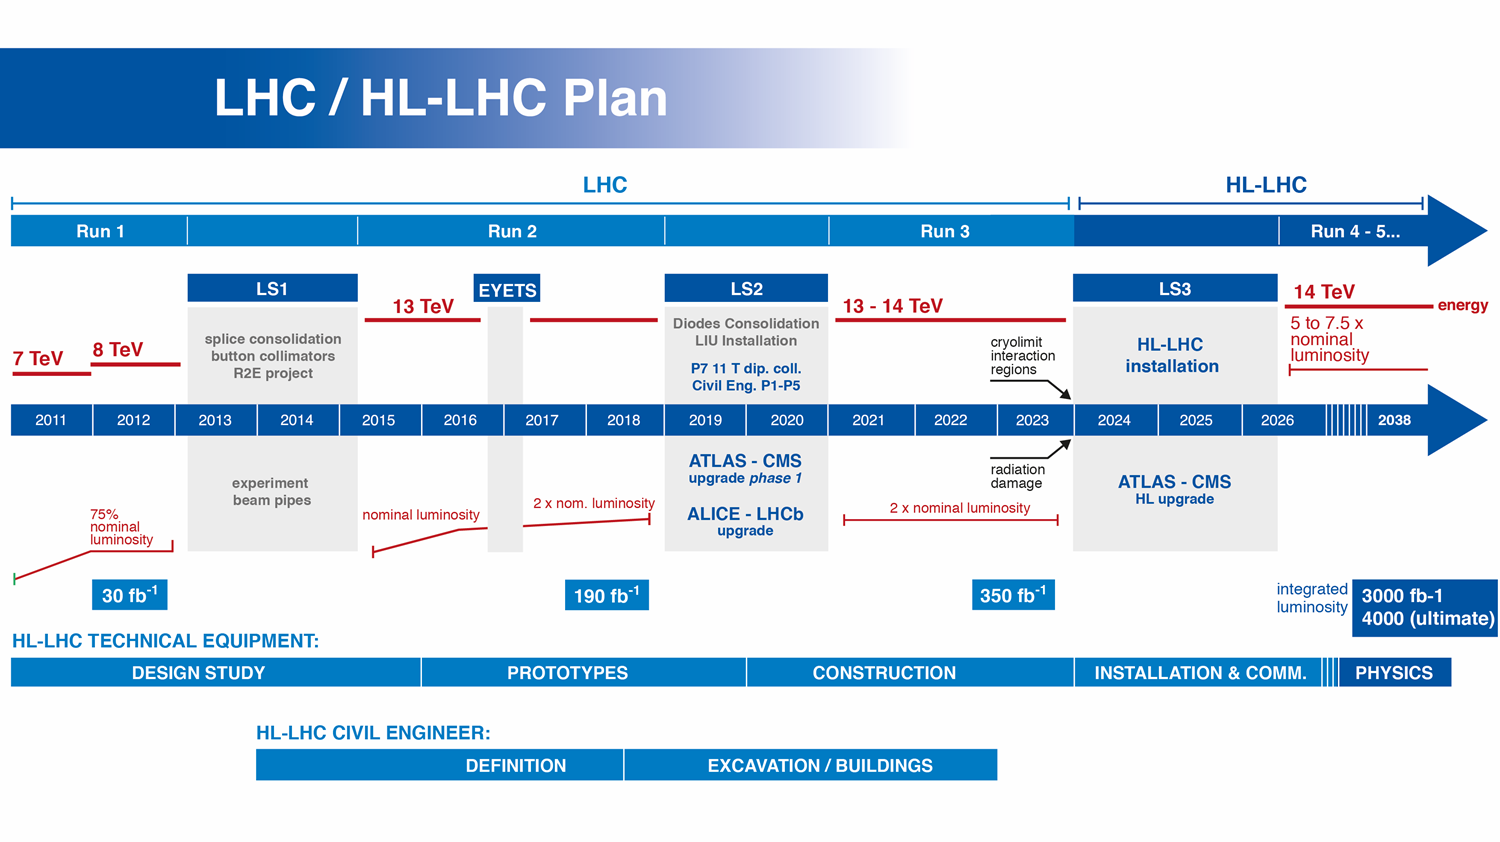 LHC / HL-LHC Plan
LHC
HL-LHC
Run 1
Run 2
Run 3
Run 4 - 5...
LS1
EYETS
LS2
LS3
14 TeV
energy
13 TeV
13 - 14 TeV
7 TeV
8 TeV
splice consolidation
button collimators
R2E project
Diodes Consolidation
LIU Installation
P7 11 T dip. coll.
Civil Eng. P1-P5
cryolimit
interaction
regions
HL-LHC
installation
5 to 7.5 x
nominal
luminosity
2011 2012 2013 2014 2015 2016 2017 2018 2019 2020 2021 2022 2023 2024 2025 2026 2038
75%
nominal
luminosity
experiment
beam pipes
nominal luminosity
2 x nom. luminosity
ATLAS - CMS
upgrade phase 1
ALICE - LHCb
upgrade
2 x nominal luminosity
radiation
damage
ATLAS - CMS
HL upgrade
30 fb-1
190 fb-1
350 fb-1
integrated
luminosity
3000 fb-1
4000 (ultimate)
HL-LHC TECHNICAL EQUIPMENT:
DESIGN STUDY
PROTOTYPES
CONSTRUCTION
INSTALLATION & COMM.
PHYSICS
HL-LHC CIVIL ENGINEER:
DEFINITION
EXCAVATION / BUILDINGS